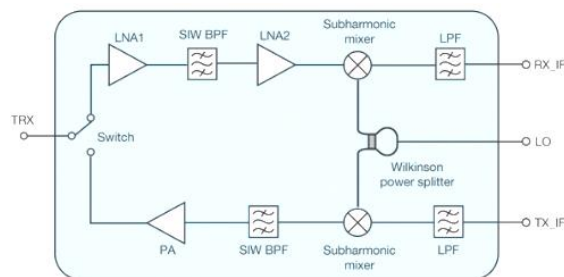 Subharmonic
mixer
LNA1
SIW BPF
LNA2
LPF
RX_IF
TRX
Switch
LO
Wilkinson
power splitter
TX_IF
PA
SIW BPF
Subharmonic
mixer
LPF